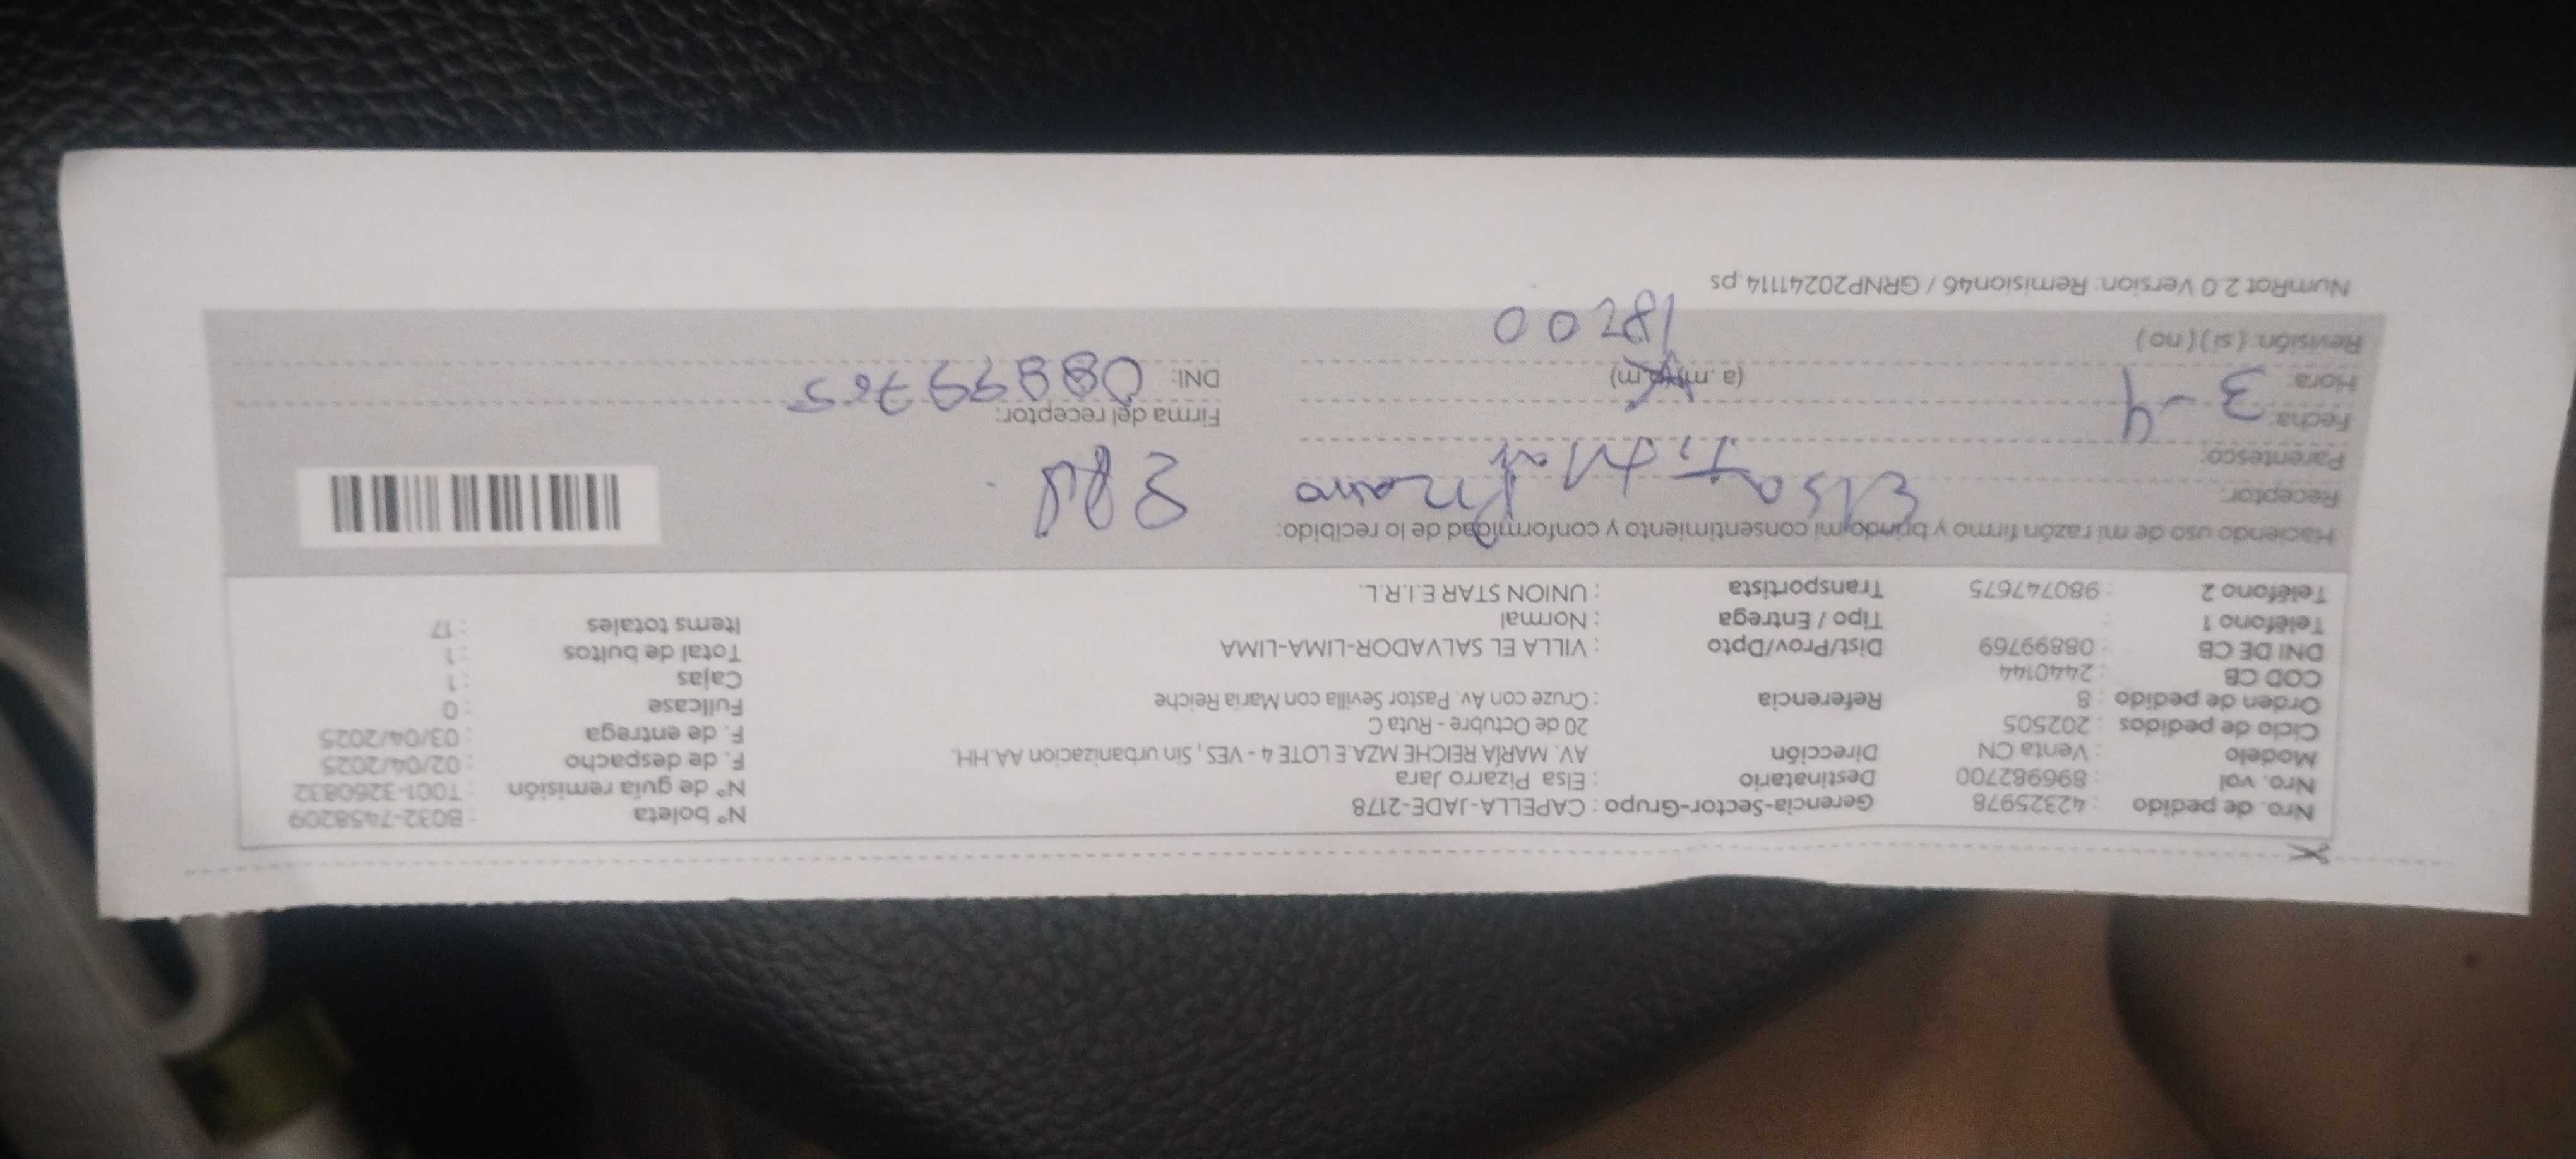 Nro. de pedido : 42325978 Gerencia-Sector-Grupo : CAPELLA-JADE-2178 N° boleta : B032-7458209
Nro. vol : 896982700 Destinatario : Elsa Pizarro Jara N° de guía remisión : T001-3260832
Modelo : Venta CN Dirección AV. MARÍA REICHE MZA E LOTE 4 - VES, Sin urbanizacion AA.HH. F. de despacho : 02/04/2025
Ciclo de pedidos : 202505 20 de Octubre - Ruta C F. de entrega : 03/04/2025
Orden de pedido : 8 Referencia : Cruze con Av. Pastor Sevilla con Maria Reiche Fullcase : 0
COD CB : 2440144 Cajas : 1
DNI DE CB : 08899769 Dist/Prov/Dpto : VILLA EL SALVADOR-LIMA-LIMA Total de bultos : 1
Teléfono 1 : Tipo / Entrega : Normal Items totales : 17
Teléfono 2 : 980747675 Transportista : UNION STAR E.I.R.L.
Haciendo uso de mi razón firmo y brindo mi consentimiento y conformidad de lo recibido:
Receptor: Elsa Pizarro
Parentesco: Titular
Fecha: 3-4 Firma del receptor:
Hora: (a.m) (p.m) DNI:
Revisión: (si) (no) 18:00
NumRot 2.0 Version: Remision46 / GRNP20241114.ps